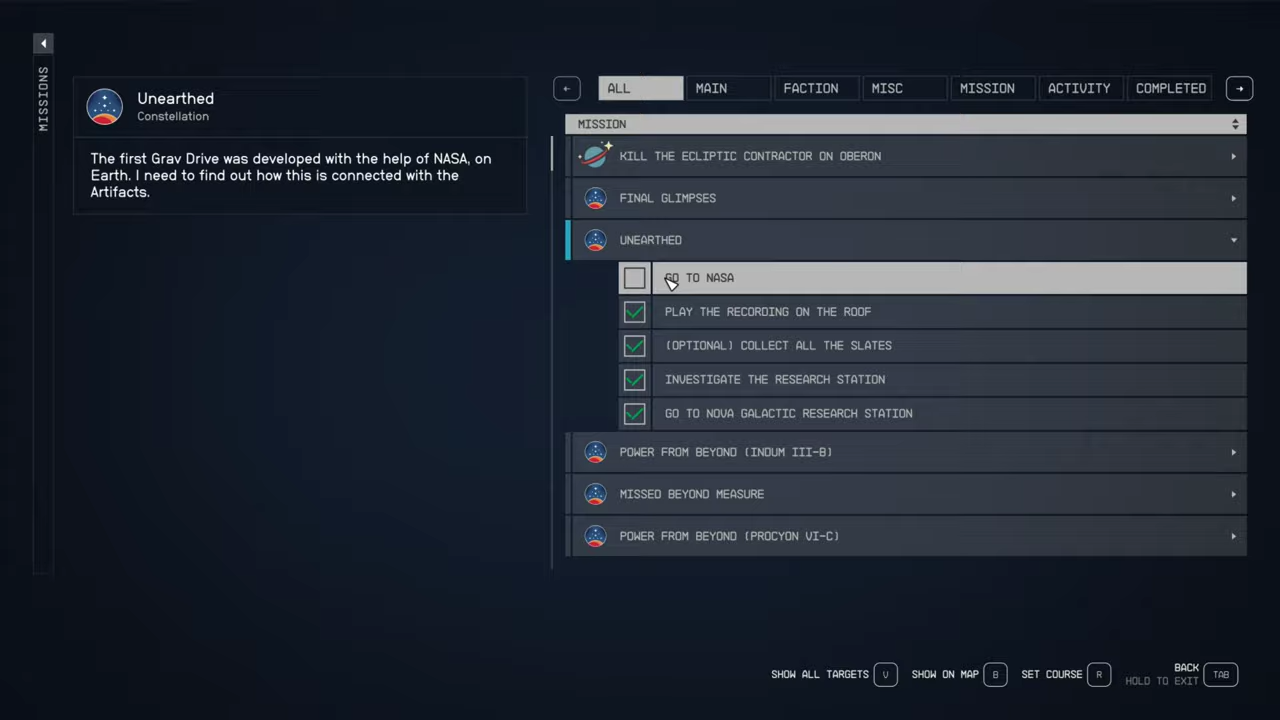 MISSIONS
Unearthed
Constellation
The first Grav Drive was developed with the help of NASA, on
Earth. I need to find out how this is connected with the
Artifacts.
ALL
MAIN
FACTION
MISC
MISSION
ACTIVITY
COMPLETED
MISSION
KILL THE ECLIPTIC CONTRACTOR ON OBERON
FINAL GLIMPSES
UNEARTHED
GO TO NASA
PLAY THE RECORDING ON THE ROOF
(OPTIONAL) COLLECT ALL THE SLATES
INVESTIGATE THE RESEARCH STATION
GO TO NOVA GALACTIC RESEARCH STATION
POWER FROM BEYOND (INDUM III-B)
MISSED BEYOND MEASURE
POWER FROM BEYOND (PROCYON VI-C)
SHOW ALL TARGETS V
SHOW ON MAP B
SET COURSE R
BACK
HOLD TO EXIT TAB